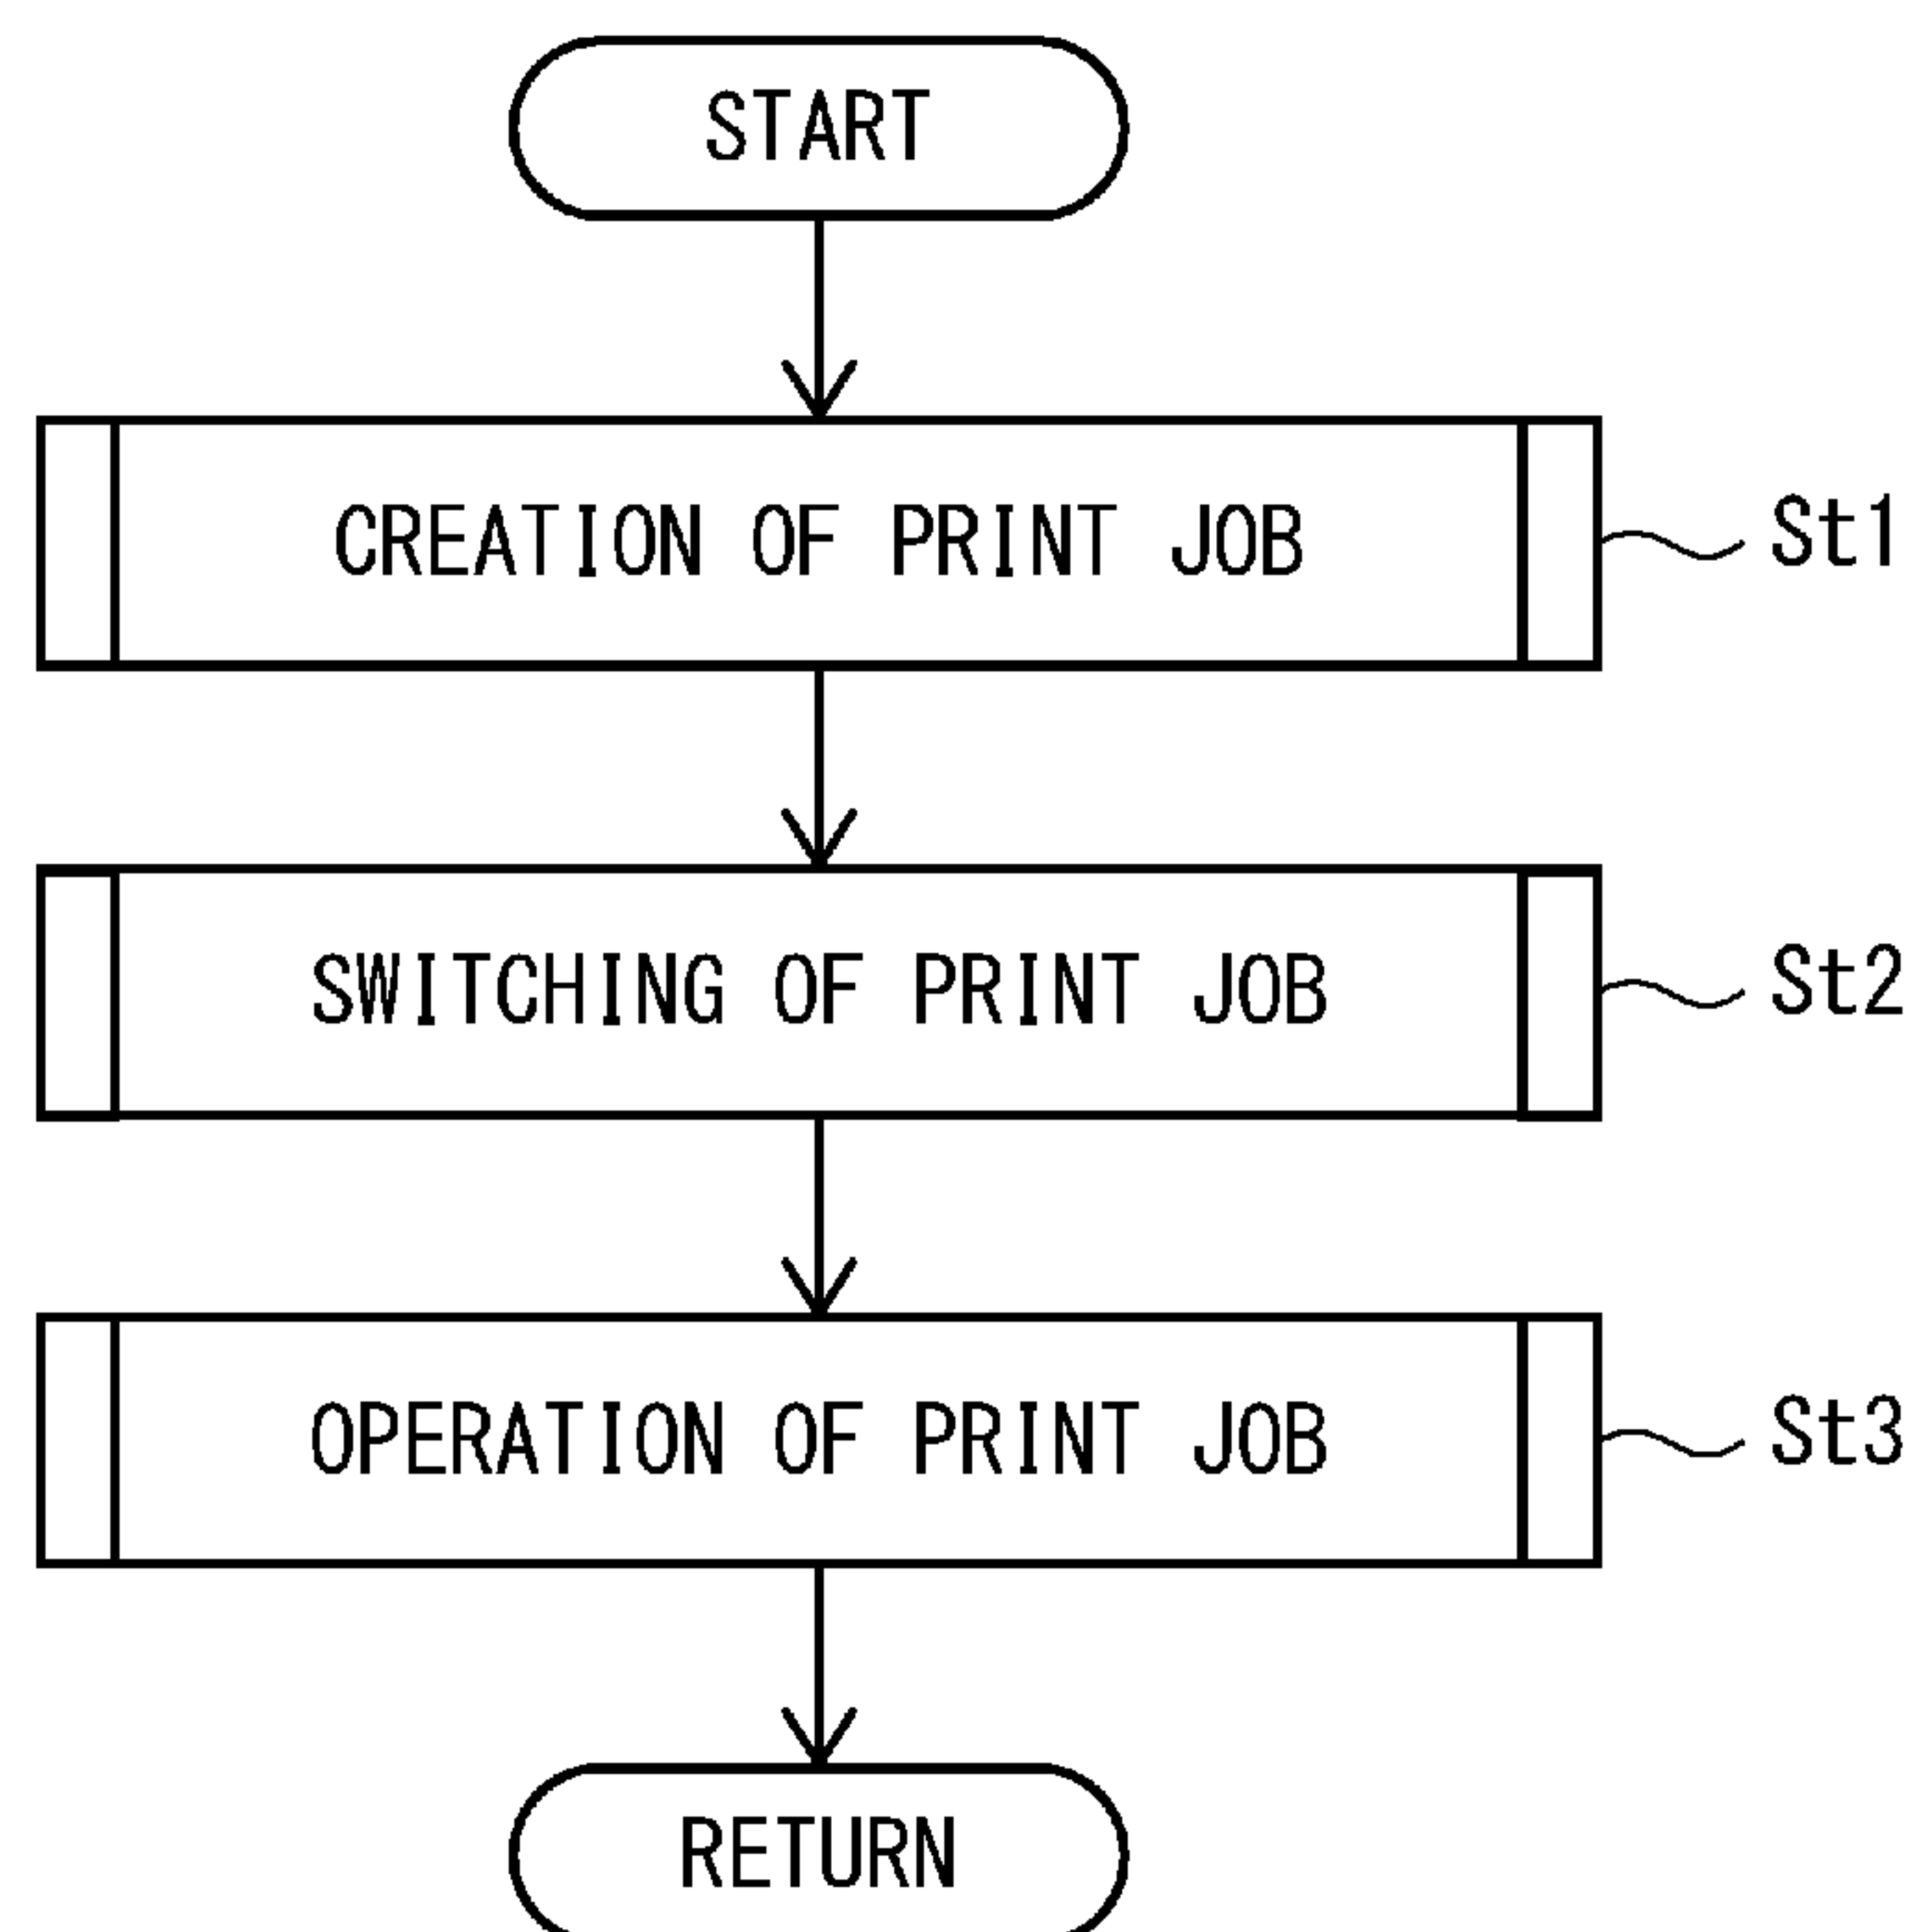 START
CREATION OF PRINT JOB
St1
SWITCHING OF PRINT JOB
St2
OPERATION OF PRINT JOB
St3
RETURN